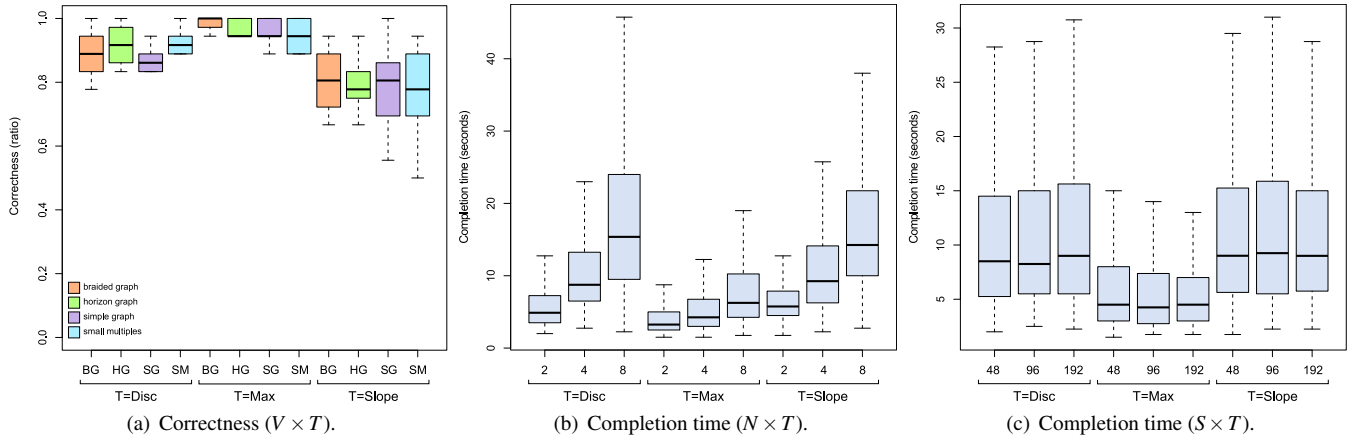 Correctness (ratio)
1.0
0.8
0.6
0.4
0.2
0.0
braided graph
horizon graph
simple graph
small multiples
BG HG SG SM BG HG SG SM BG HG SG SM
T=Disc T=Max T=Slope
(a) Correctness (V × T).
Completion time (seconds)
40
30
20
10
0
2 4 8 2 4 8 2 4 8
T=Disc T=Max T=Slope
(b) Completion time (N × T).
Completion time (seconds)
30
25
20
15
10
5
48 96 192 48 96 192 48 96 192
T=Disc T=Max T=Slope
(c) Completion time (S × T).